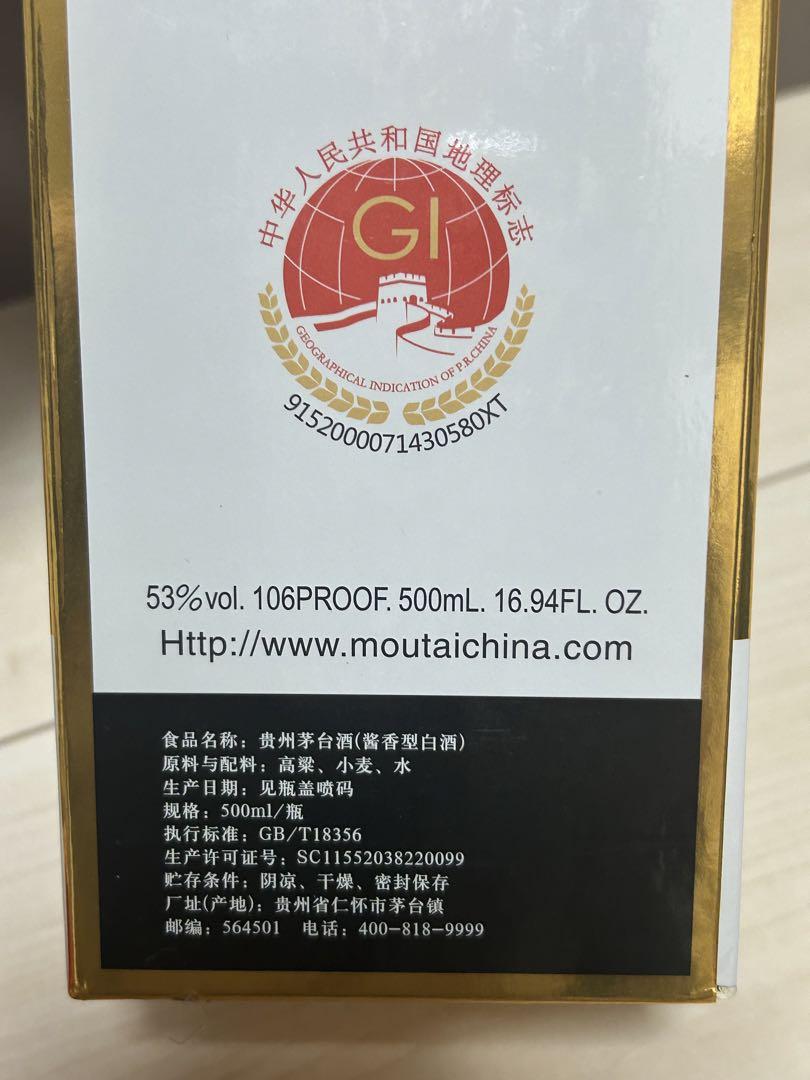 中华人民共和国地理标志
GI
GEOGRAPHICAL INDICATION OF P.R.CHINA
9152000071430580XT
53%vol. 106PROOF. 500mL. 16.94FL. OZ.
Http://www.moutaichina.com
食品名称：贵州茅台酒(酱香型白酒)
原料与配料：高粱、小麦、水
生产日期：见瓶盖喷码
规格：500ml/瓶
执行标准：GB/T18356
生产许可证号：SC11552038220099
贮存条件：阴凉、干燥、密封保存
厂址(产地)：贵州省仁怀市茅台镇
邮编：564501 电话：400-818-9999